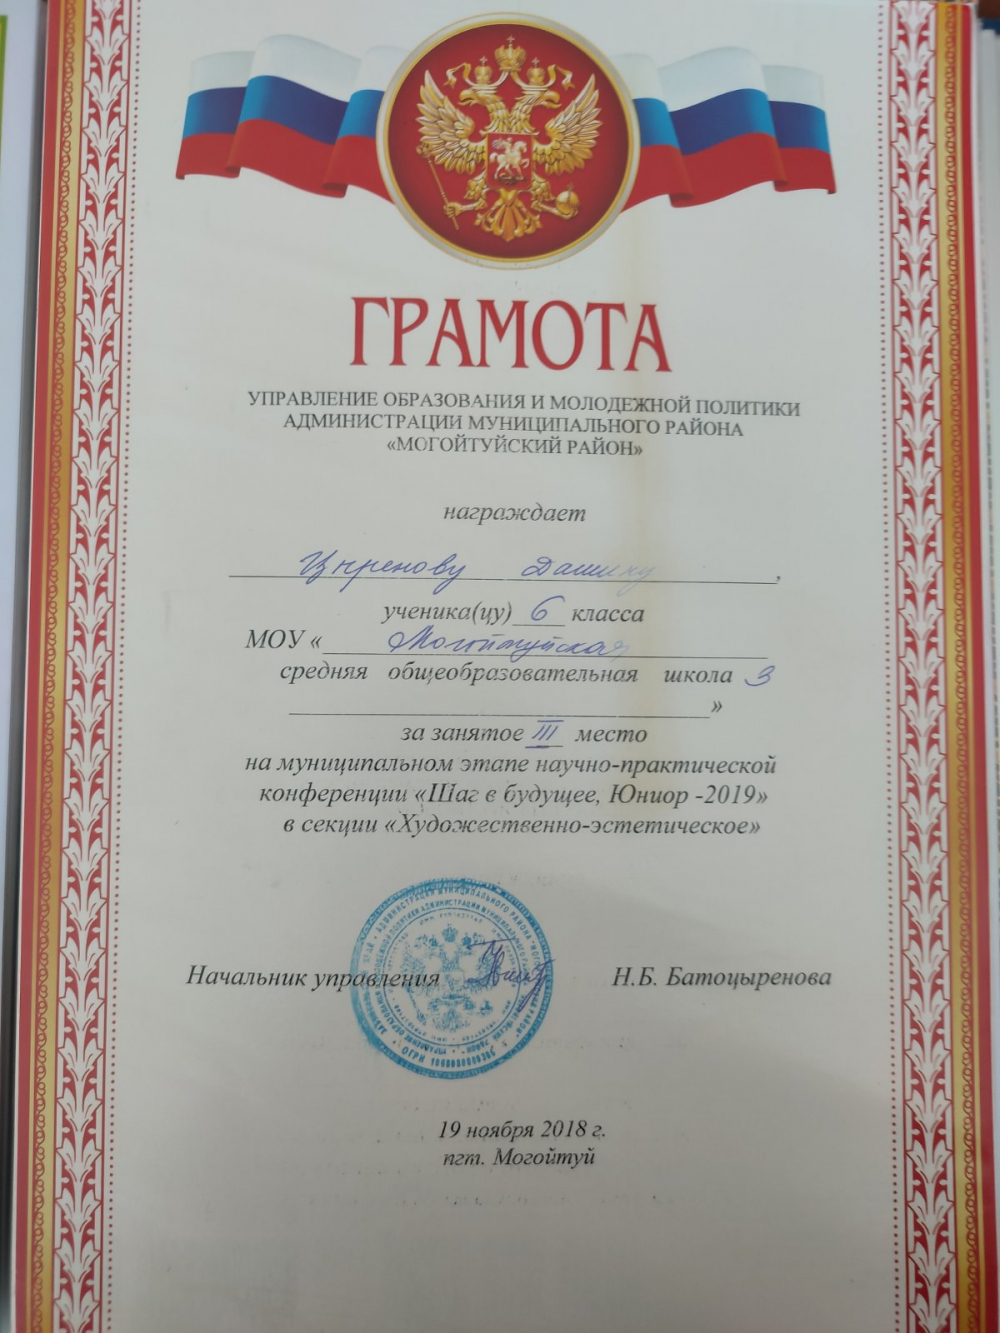 ГРАМОТА
УПРАВЛЕНИЕ ОБРАЗОВАНИЯ И МОЛОДЕЖНОЙ ПОЛИТИКИ
АДМИНИСТРАЦИИ МУНИЦИПАЛЬНОГО РАЙОНА
«МОГОЙТУЙСКИЙ РАЙОН»
награждает
Цыренову Дашиму,
ученика(цу) 6 класса
МОУ « Могойтуйская
средняя общеобразовательная школа 3
»
за занятое III место
на муниципальном этапе научно-практической
конференции «Шаг в будущее, Юниор -2019»
в секции «Художественно-эстетическое»
Начальник управления Н.Б. Батоцыренова
19 ноября 2018 г.
пгт. Могойтуй